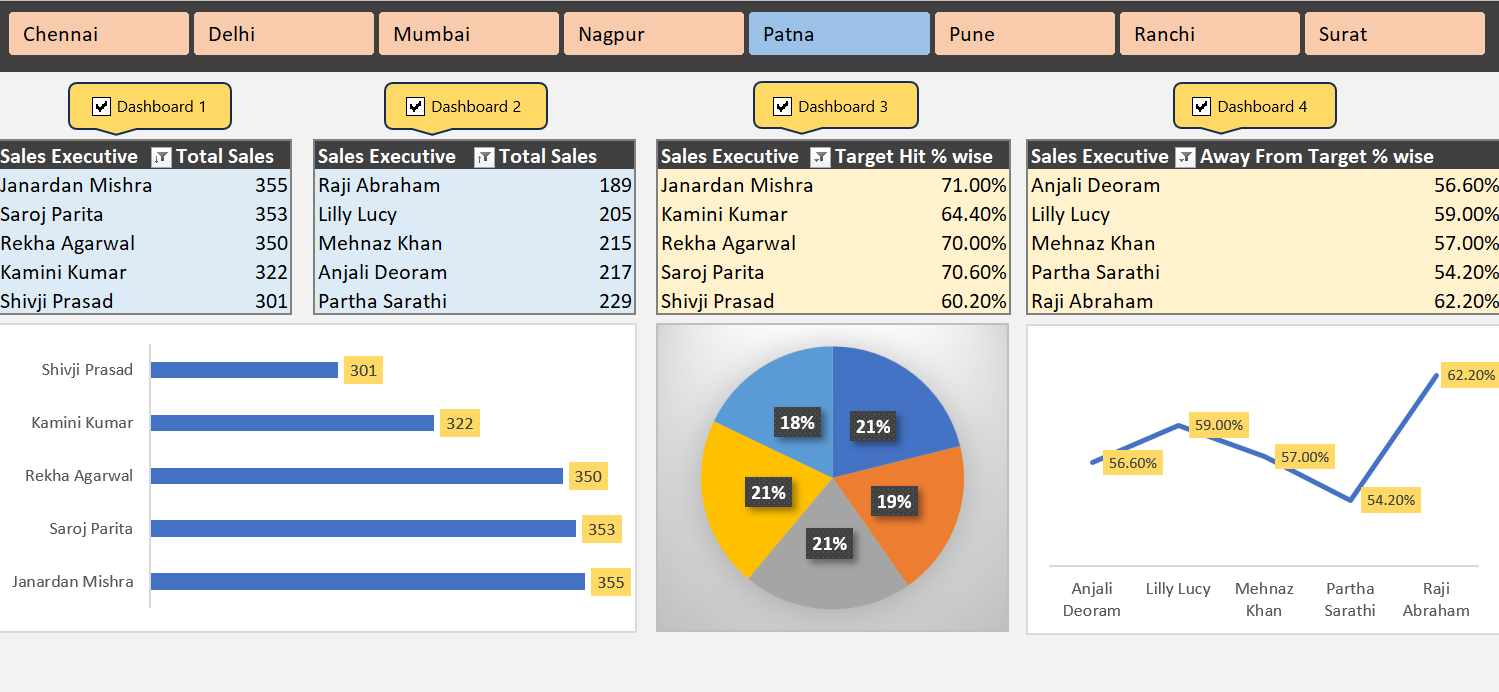 Chennai Delhi Mumbai Nagpur Patna Pune Ranchi Surat
Dashboard 1 Dashboard 2 Dashboard 3 Dashboard 4
Sales Executive Total Sales
Janardan Mishra 355
Saroj Parita 353
Rekha Agarwal 350
Kamini Kumar 322
Shivji Prasad 301
Sales Executive Total Sales
Raji Abraham 189
Lilly Lucy 205
Mehnaz Khan 215
Anjali Deoram 217
Partha Sarathi 229
Sales Executive Target Hit % wise
Janardan Mishra 71.00%
Kamini Kumar 64.40%
Rekha Agarwal 70.00%
Saroj Parita 70.60%
Shivji Prasad 60.20%
Sales Executive Away From Target % wise
Anjali Deoram 56.60%
Lilly Lucy 59.00%
Mehnaz Khan 57.00%
Partha Sarathi 54.20%
Raji Abraham 62.20%
Shivji Prasad 301
Kamini Kumar 322
Rekha Agarwal 350
Saroj Parita 353
Janardan Mishra 355
18% 21%
21% 19%
21%
62.20%
59.00%
56.60% 57.00%
54.20%
Anjali Lilly Lucy Mehnaz Partha Raji
Deoram Khan Sarathi Abraham